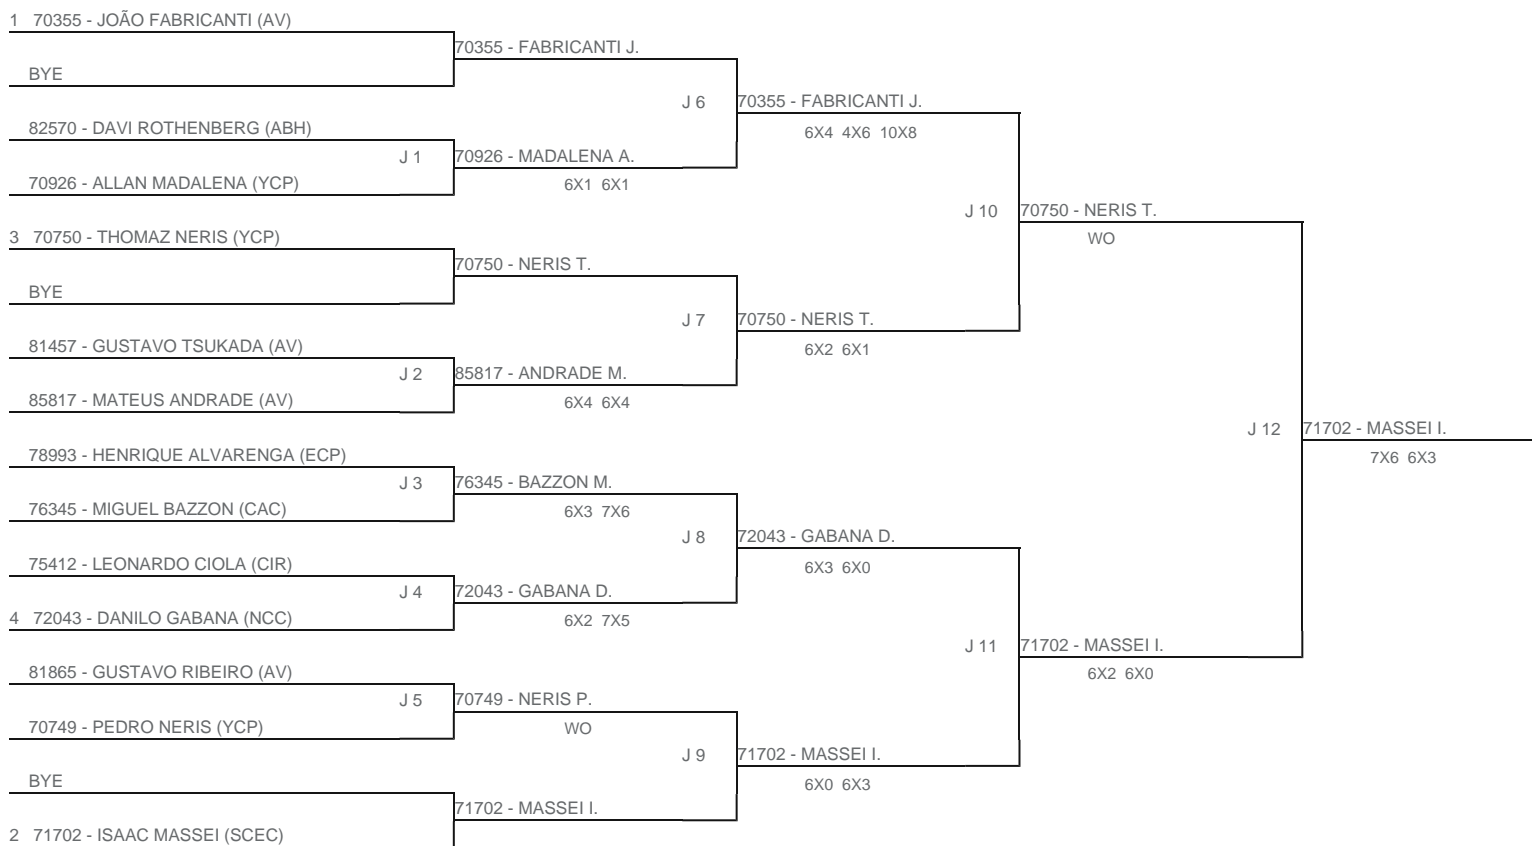 1 70355 - JOÃO FABRICANTI (AV)
70355 - FABRICANTI J.
BYE
J 6
70355 - FABRICANTI J.
6X4 4X6 10X8
82570 - DAVI ROTHENBERG (ABH)
J 1
70926 - MADALENA A.
6X1 6X1
70926 - ALLAN MADALENA (YCP)
J 10
70750 - NERIS T.
WO
3 70750 - THOMAZ NERIS (YCP)
70750 - NERIS T.
BYE
J 7
70750 - NERIS T.
6X2 6X1
81457 - GUSTAVO TSUKADA (AV)
J 2
85817 - ANDRADE M.
6X4 6X4
85817 - MATEUS ANDRADE (AV)
J 12
71702 - MASSEI I.
7X6 6X3
78993 - HENRIQUE ALVARENGA (ECP)
J 3
76345 - BAZZON M.
6X3 7X6
76345 - MIGUEL BAZZON (CAC)
J 8
72043 - GABANA D.
6X3 6X0
75412 - LEONARDO CIOLA (CIR)
J 4
72043 - GABANA D.
6X2 7X5
4 72043 - DANILO GABANA (NCC)
J 11
71702 - MASSEI I.
6X2 6X0
81865 - GUSTAVO RIBEIRO (AV)
J 5
70749 - NERIS P.
WO
70749 - PEDRO NERIS (YCP)
J 9
71702 - MASSEI I.
6X0 6X3
BYE
71702 - MASSEI I.
2 71702 - ISAAC MASSEI (SCEC)